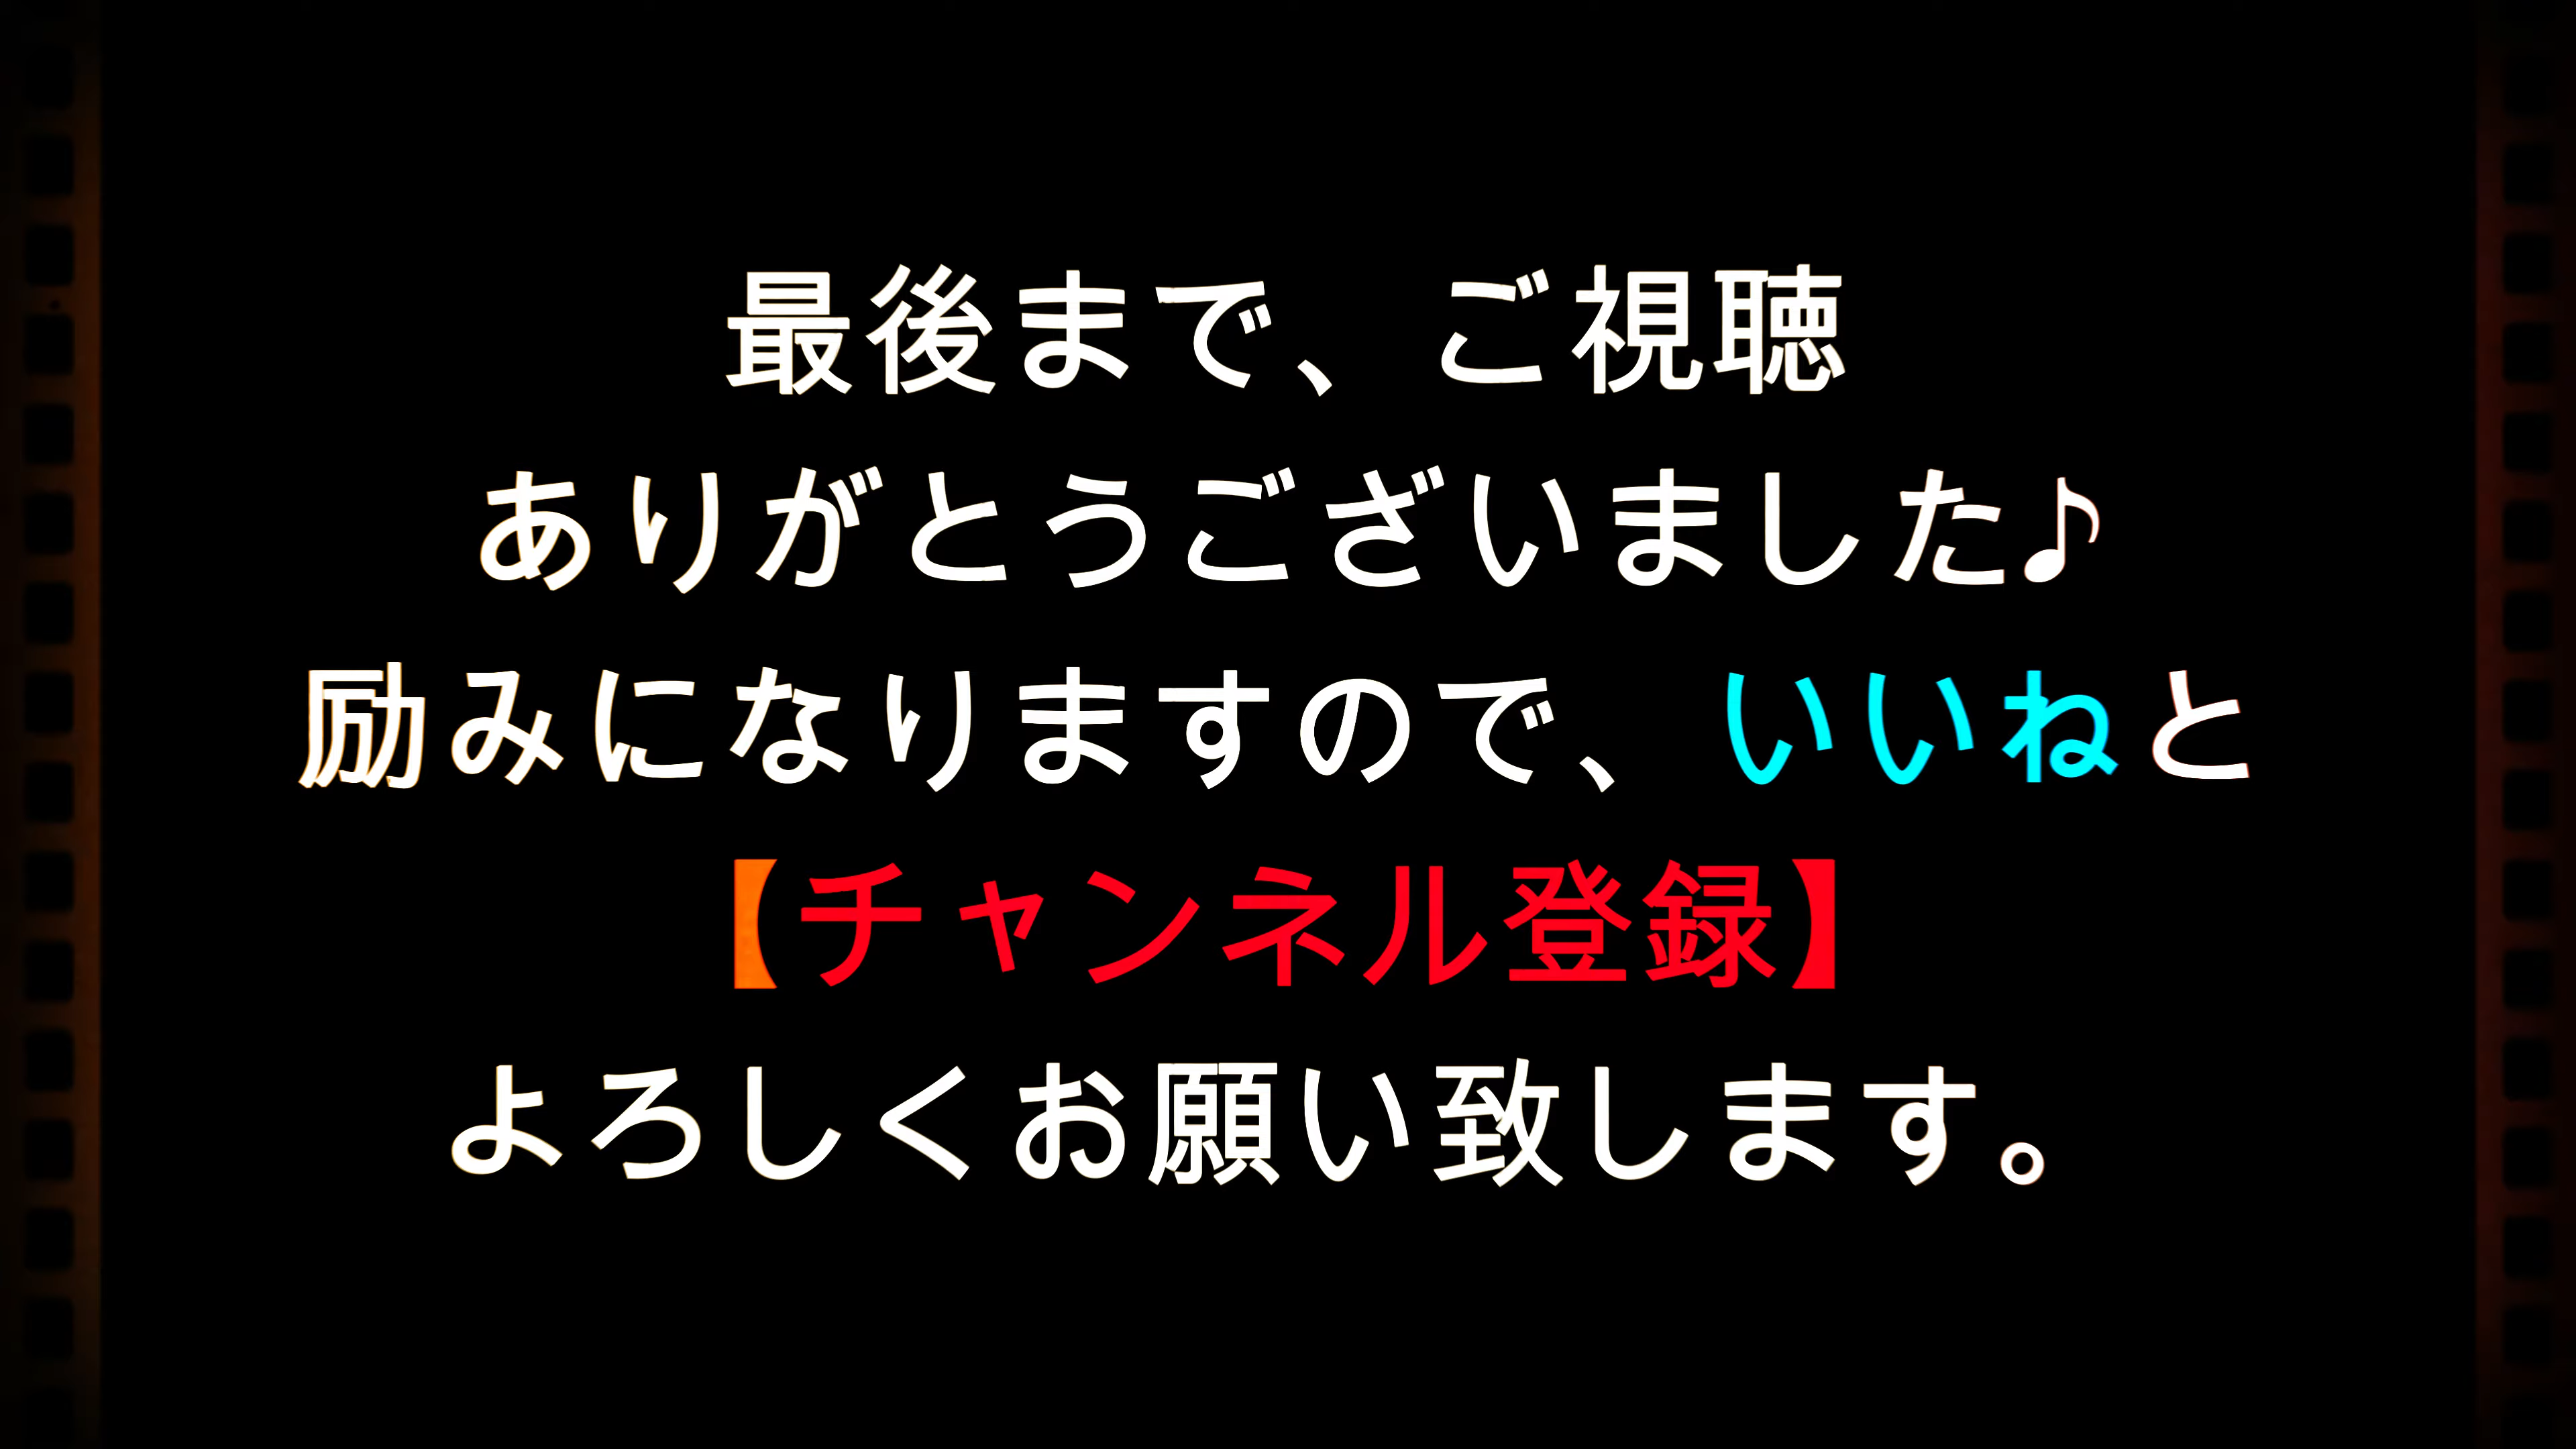 最後まで、ご視聴
ありがとうございました♪
励みになりますので、いいねと
【チャンネル登録】
よろしくお願い致します。